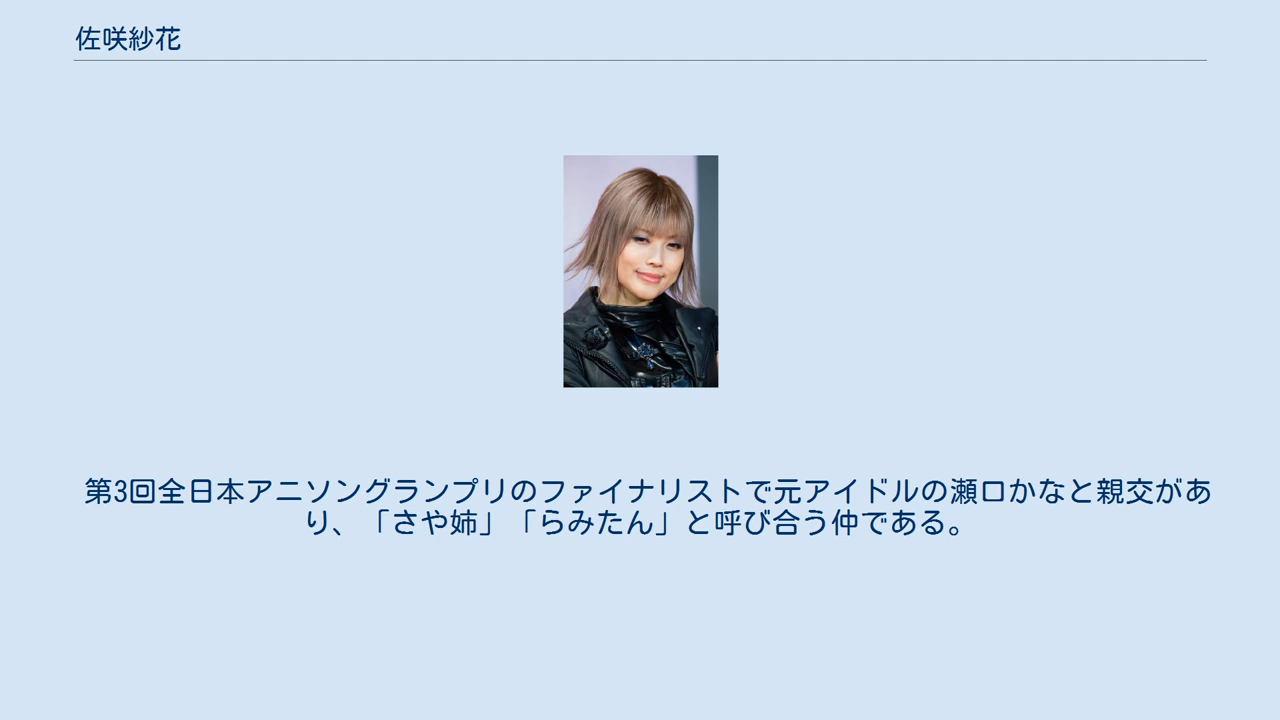 佐咲紗花
第3回全日本アニソングランプリのファイナリストで元アイドルの瀬口かなと親交があ
り、「さや姉」「らみたん」と呼び合う仲である。